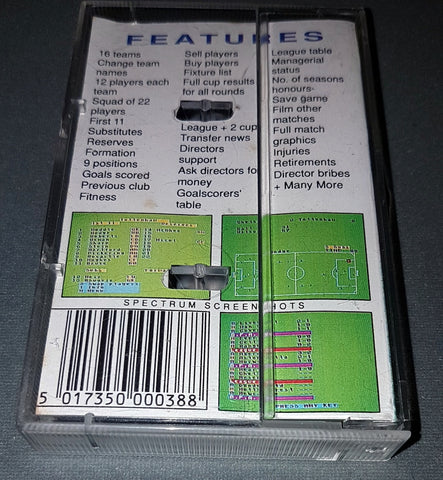 FEATURES
16 teams
Change team
names
12 players each
team
Squad of 22
players
First 11
Substitutes
Reserves
Formation
9 positions
Goals scored
Previous club
Fitness
Sell players
Buy players
Fixture list
Full cup results
for all rounds
League + 2 cup
Transfer news
Directors
support
Ask directors for
money
Goalscorers'
table
League table
Managerial
status
No. of seasons
honours-
Save game
Film other
matches
Full match
graphics
Injuries
Retirements
Director bribes
+ Many More
SPECTRUM SCREENSHOTS
5 017350 000388
PRESS ANY KEY